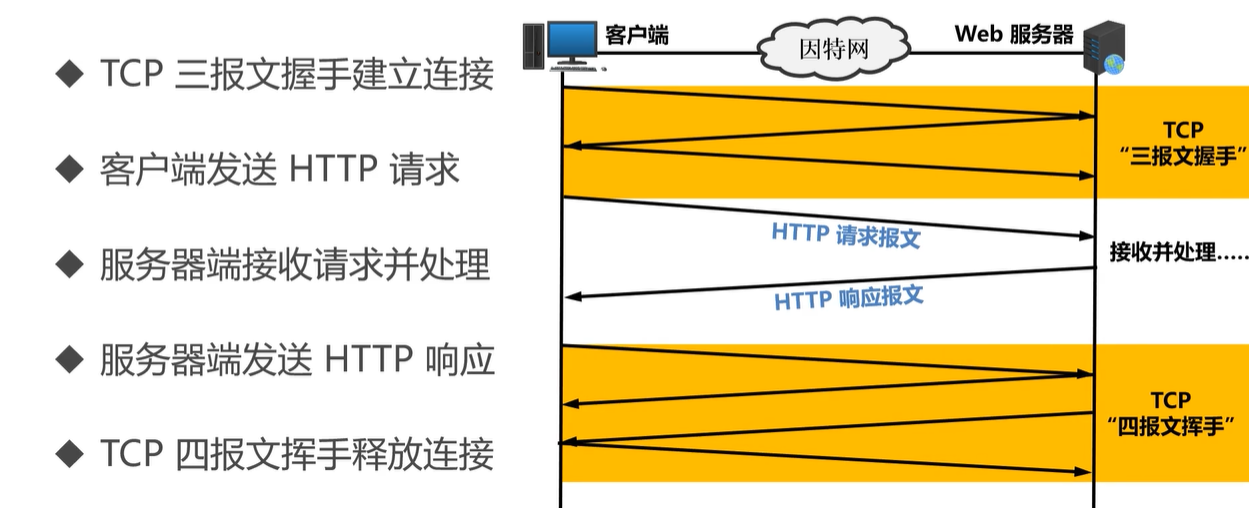 ◆ TCP 三报文握手建立连接
◆ 客户端发送 HTTP 请求
◆ 服务器端接收请求并处理
◆ 服务器端发送 HTTP 响应
◆ TCP 四报文挥手释放连接
客户端
因特网
Web 服务器
TCP
“三报文握手”
HTTP 请求报文
接收并处理.....
HTTP 响应报文
TCP
“四报文挥手”